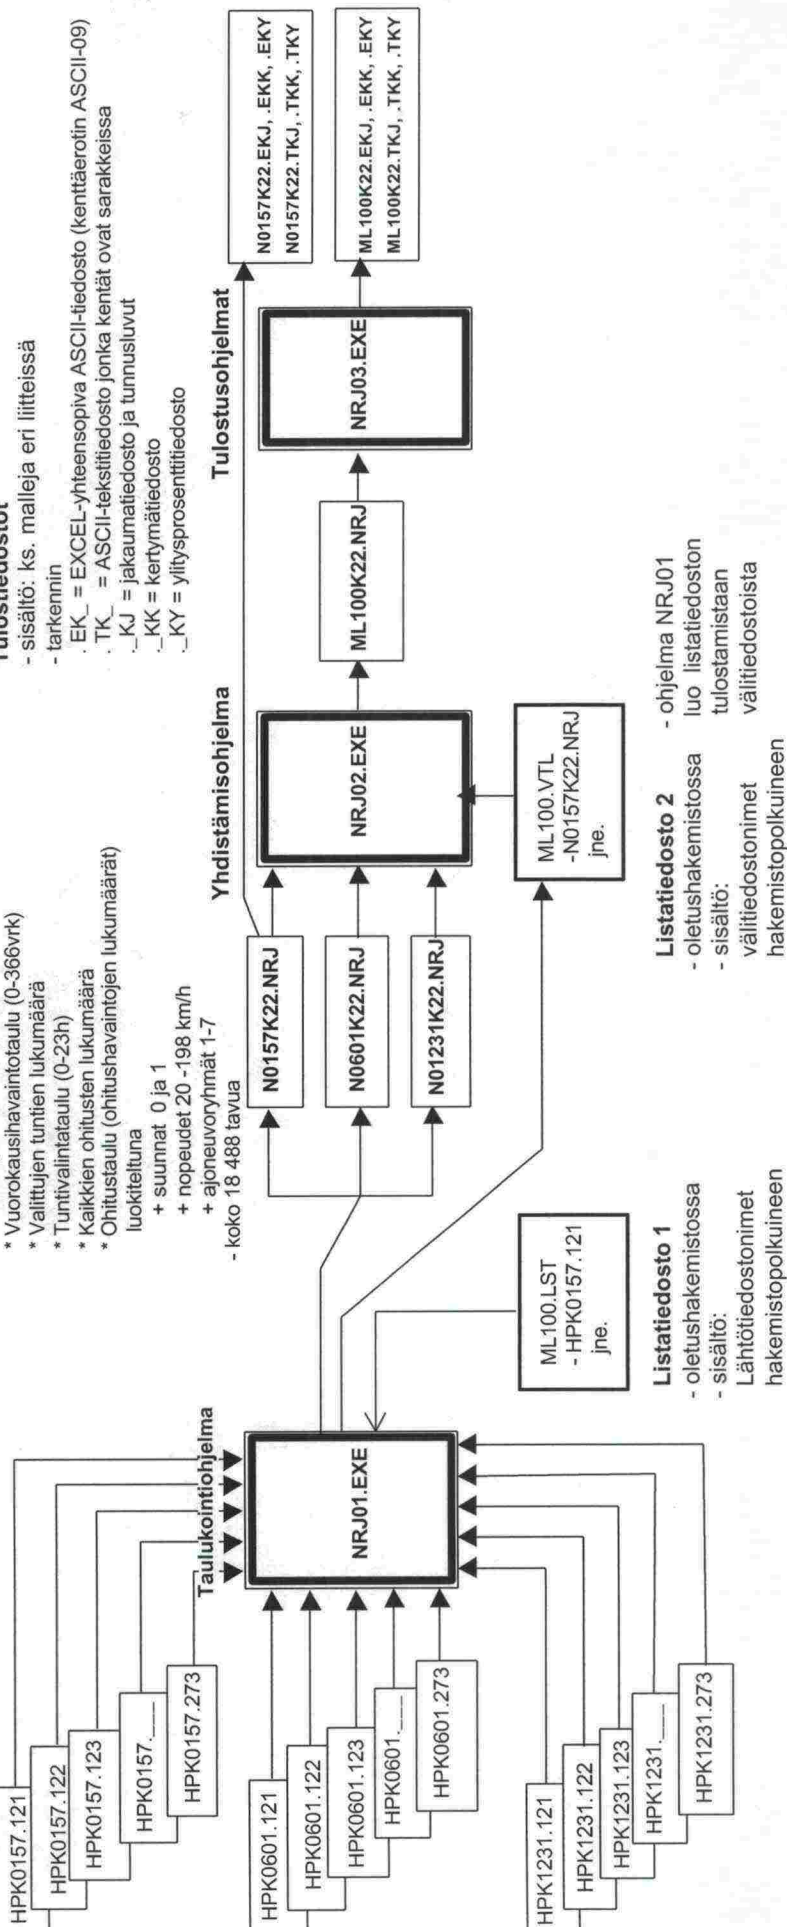 HPK0157.121
HPK0157.122
HPK0157.123
HPK0157.___
HPK0157.273
HPK0601.121
HPK0601.122
HPK0601.123
HPK0601.___
HPK0601.273
HPK1231.121
HPK1231.122
HPK1231.123
HPK1231.___
HPK1231.273
Taulukointiohjelma
NRJ01.EXE
ML100.LST
- HPK0157.121
jne.
Listatiedosto 1
- oletushakemistossa
- sisältö:
Lähtötiedostonimet
hakemistopolkuineen
* Vuorokausihavaintotaulu (0-366vrk)
* Valittujen tuntien lukumäärä
* Tuntivalintataulu (0-23h)
* Kaikkien ohitusten lukumäärä
* Ohitustaulu (ohitushavaintojen lukumäärät)
luokiteltuna
+ suunnat 0 ja 1
+ nopeudet 20 -198 km/h
+ ajoneuvoryhmät 1-7
- koko 18 488 tavua
N0157K22.NRJ
N0601K22.NRJ
N01231K22.NRJ
Yhdistämisohjelma
NRJ02.EXE
ML100.VTL
-N0157K22.NRJ
jne.
Listatiedosto 2
- oletushakemistossa
- sisältö:
välitiedostonimet
hakemistopolkuineen
- ohjelma NRJ01
luo listatiedoston
tulostamistaan
välitiedostoista
ML100K22.NRJ
Tulostusohjelmat
NRJ03.EXE
Tulostiedostot
- sisältö: ks. malleja eri liitteissä
- tarkennin
. EK_ = EXCEL-yhteensopiva ASCII-tiedosto (kenttäerotin ASCII-09)
. TK_ = ASCII-tekstitiedosto jonka kentät ovat sarakkeissa
._KJ = jakaumatiedosto ja tunnusluvut
._KK = kertymätiedosto
._KY = ylitysprosenttitiedosto
N0157K22.EKJ, .EKK, .EKY
N0157K22.TKJ, .TKK, .TKY
ML100K22.EKJ, .EKK, .EKY
ML100K22.TKJ, .TKK, .TKY